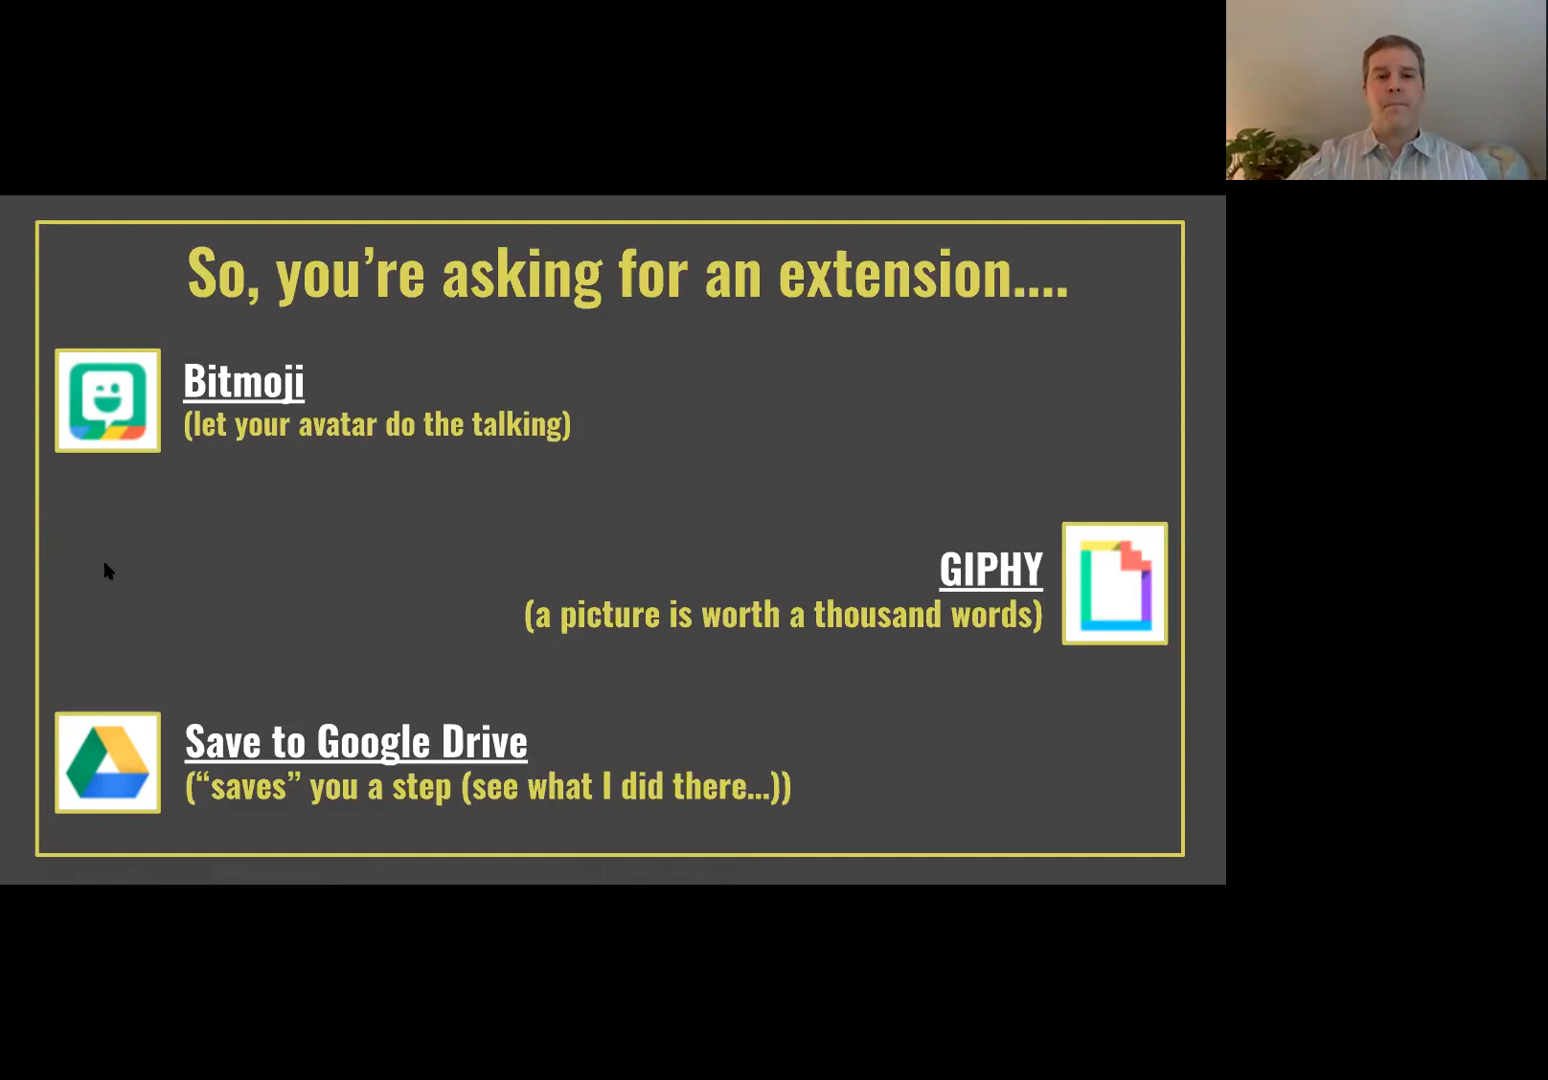 So, you’re asking for an extension....
Bitmoji
(let your avatar do the talking)
GIPHY
(a picture is worth a thousand words)
Save to Google Drive
(“saves” you a step (see what I did there...))